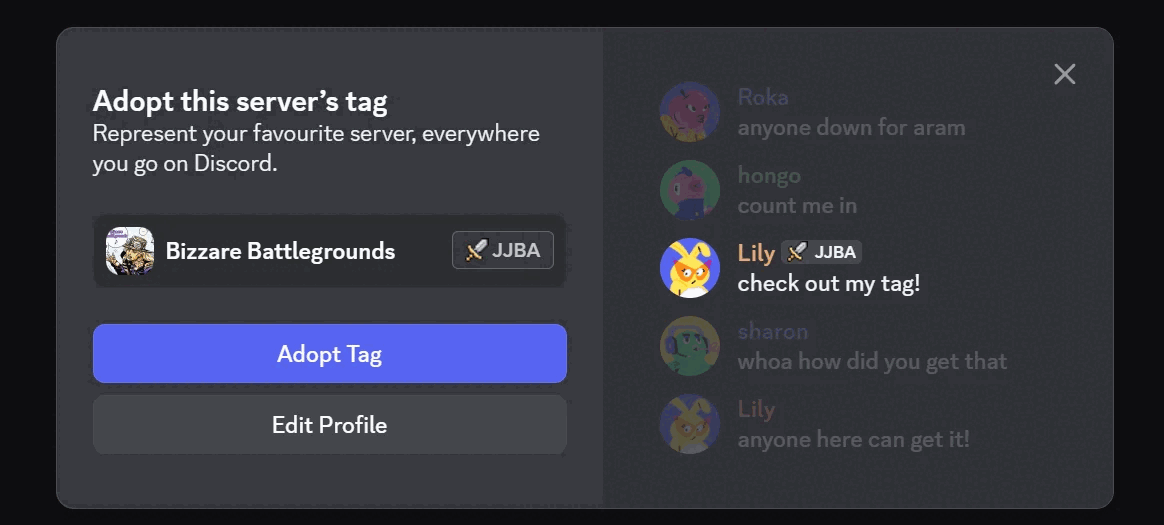 Adopt this server’s tag
Represent your favourite server, everywhere
you go on Discord.
Bizzare Battlegrounds
JJBA
Adopt Tag
Edit Profile
Roka
anyone down for aram
hongo
count me in
Lily JJBA
check out my tag!
sharon
whoa how did you get that
Lily
anyone here can get it!